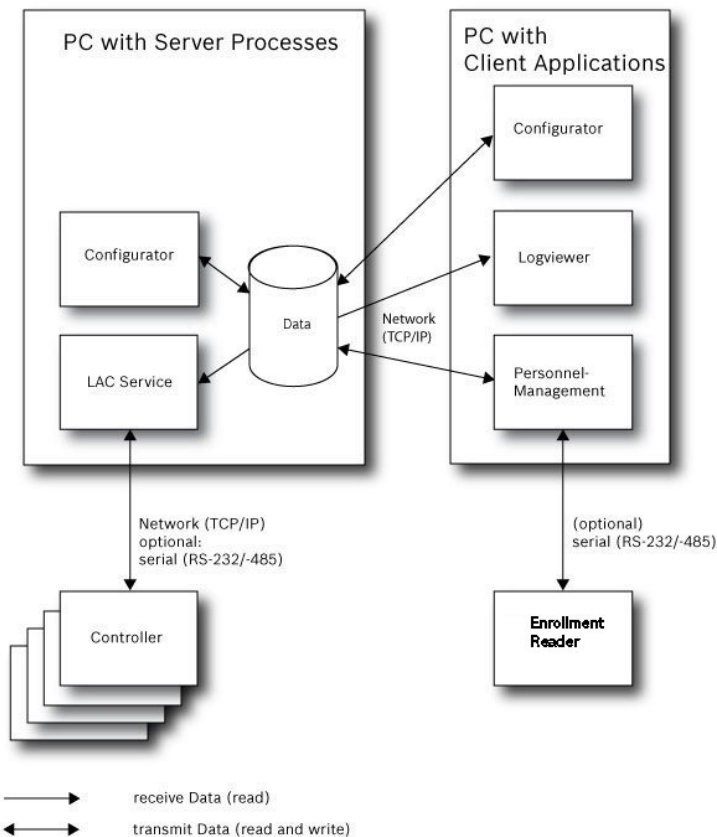 PC with Server Processes
PC with
Client Applications
Configurator
Configurator
Logviewer
Data
Network
(TCP/IP)
LAC Service
Personnel-
Management
Network (TCP/IP)
optional:
serial (RS-232/-485)
(optional)
serial (RS-232/-485)
Controller
Enrollment
Reader
receive Data (read)
transmit Data (read and write)